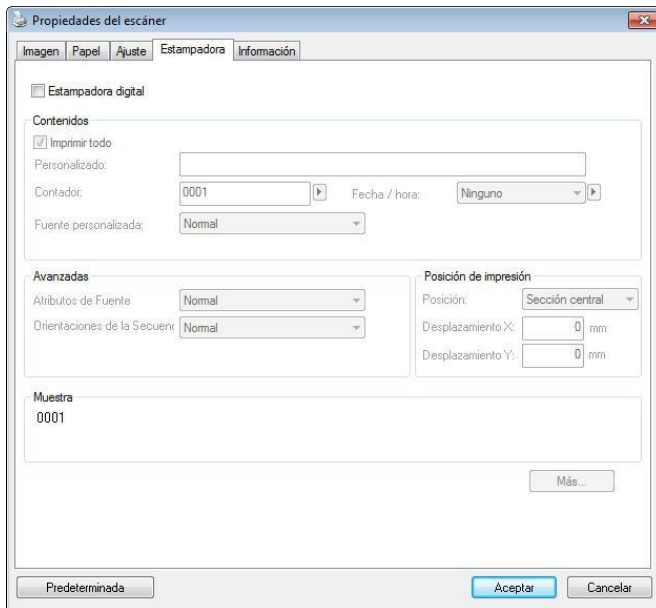 Propiedades del escáner
Imagen Papel Ajuste Estampadora Información
Estampadora digital
Contenidos
Imprimir todo
Personalizado:
Contador: 0001 Fecha / hora: Ninguno
Fuente personalizada: Normal
Avanzadas Posición de impresión
Atributos de Fuente Normal Posición: Sección central
Orientaciones de la Secuenc Normal Desplazamiento X: 0 mm
Desplazamiento Y: 0 mm
Muestra
0001
Más...
Predeterminada Aceptar Cancelar